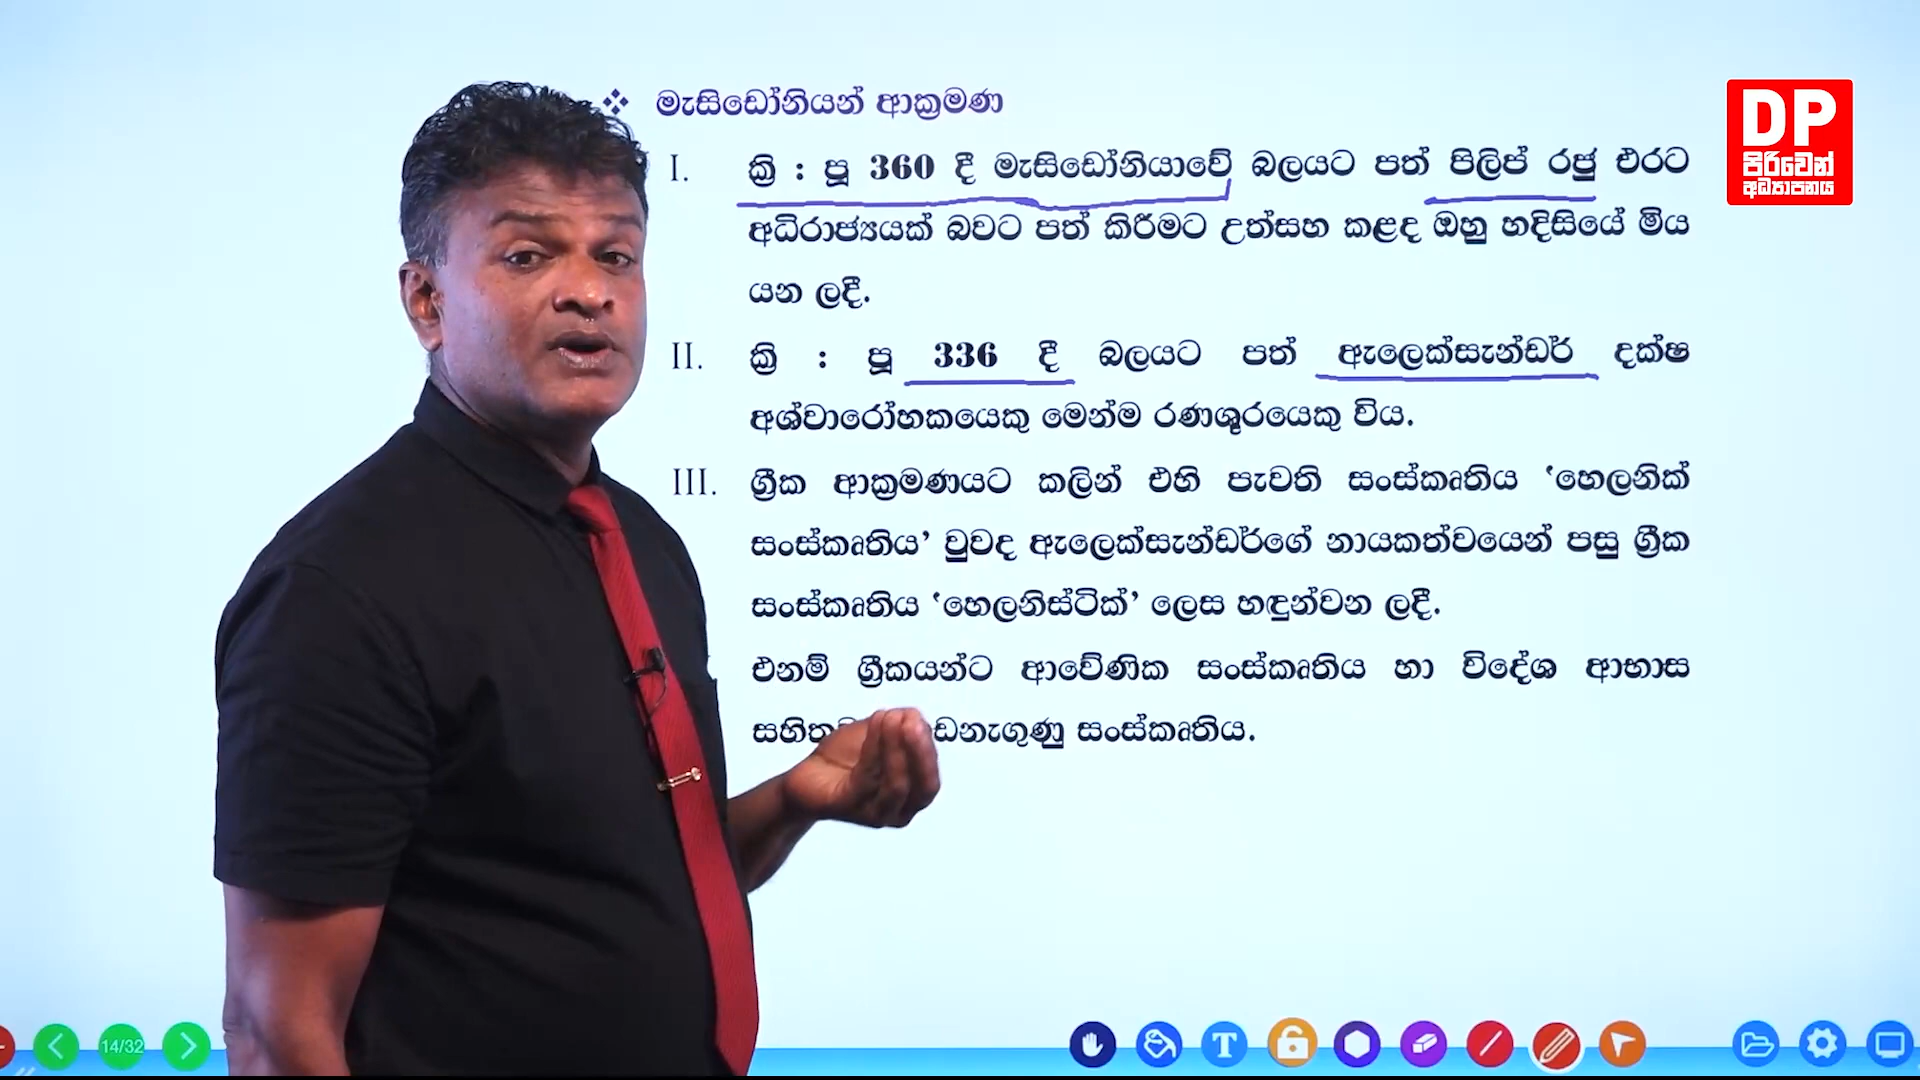 ❖ මැසිඩෝනියන් ආක්‍රමණ
DP
පිරිවෙන්
අධ්‍යාපනය
I. ක්‍රි : පූ 360 දී මැසිඩෝනියාවේ බලයට පත් පිලිප් රජු එරට
අධිරාජ්‍යයක් බවට පත් කිරීමට උත්සහ කළද ඔහු හදිසියේ මිය
යන ලදී.
II. ක්‍රි : පූ 336 දී බලයට පත් ඇලෙක්සැන්ඩර් දක්ෂ
අශ්වාරෝහකයෙකු මෙන්ම රණශූරයෙකු විය.
III. ග්‍රීක ආක්‍රමණයට කලින් එහි පැවති සංස්කෘතිය ‘හෙලනික්
සංස්කෘතිය’ වුවද ඇලෙක්සැන්ඩර්ගේ නායකත්වයෙන් පසු ග්‍රීක
සංස්කෘතිය ‘හෙලනිස්ටික්’ ලෙස හඳුන්වන ලදී.
එනම් ග්‍රීකයන්ට ආවේණික සංස්කෘතිය හා විදේශ ආභාස
සංස්කෘතිය.
14/32
T